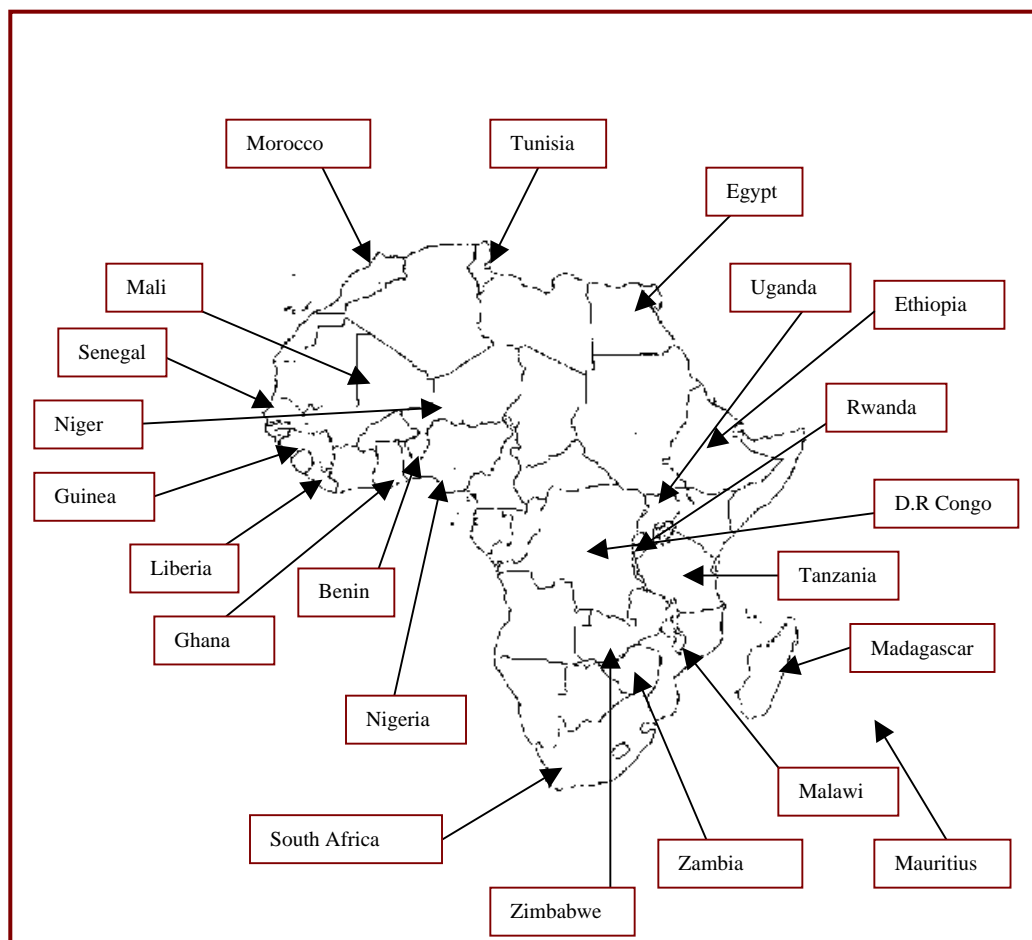 Morocco
Tunisia
Egypt
Mali
Uganda
Ethiopia
Senegal
Rwanda
Niger
Guinea
D.R Congo
Liberia
Benin
Tanzania
Ghana
Madagascar
Nigeria
Malawi
South Africa
Zambia
Mauritius
Zimbabwe